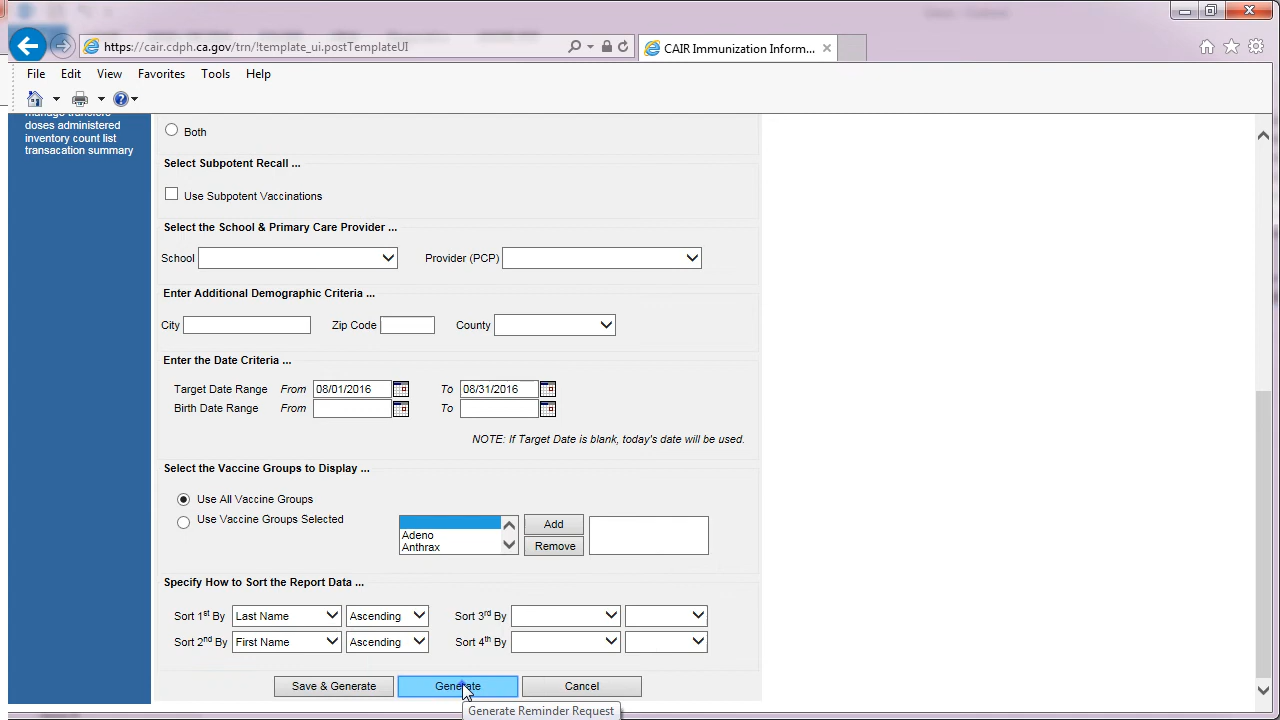 https://cair.cdph.ca.gov/trn/!template_ui.postTemplateUI
CAIR Immunization Inform...
File Edit View Favorites Tools Help
manage transfers
doses administered
inventory count list
transacation summary
Both
Select Subpotent Recall ...
Use Subpotent Vaccinations
Select the School & Primary Care Provider ...
School Provider (PCP)
Enter Additional Demographic Criteria ...
City Zip Code County
Enter the Date Criteria ...
Target Date Range From 08/01/2016 To 08/31/2016
Birth Date Range From To
NOTE: If Target Date is blank, today's date will be used.
Select the Vaccine Groups to Display ...
Use All Vaccine Groups
Use Vaccine Groups Selected
Adeno
Anthrax
Add
Remove
Specify How to Sort the Report Data ...
Sort 1st By Last Name Ascending Sort 3rd By
Sort 2nd By First Name Ascending Sort 4th By
Save & Generate Generate Cancel
Generate Reminder Request